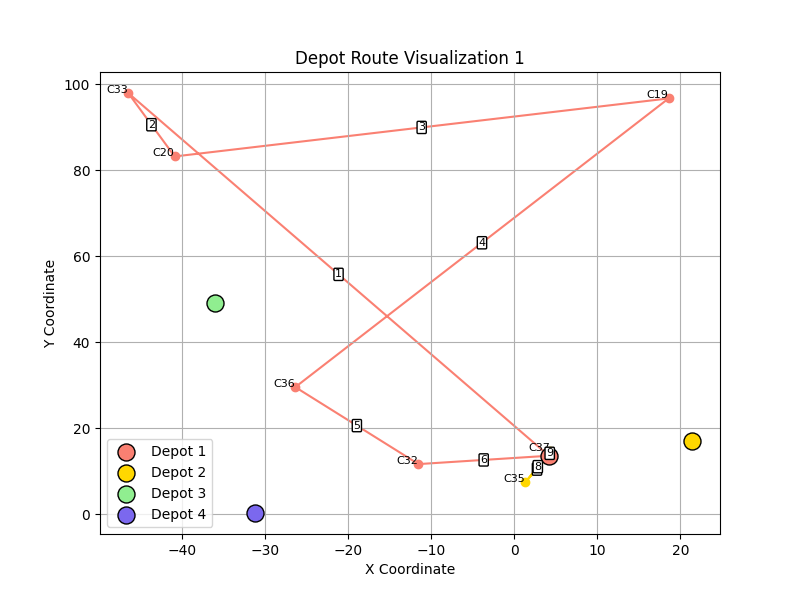 Depot Route Visualization 1
100
80
60
40
20
0
Y Coordinate
C33
C19
2
3
C20
4
1
C36
5
C37
9
C32
6
8
C35
Depot 1
Depot 2
Depot 3
Depot 4
−40
−30
−20
−10
0
10
20
X Coordinate